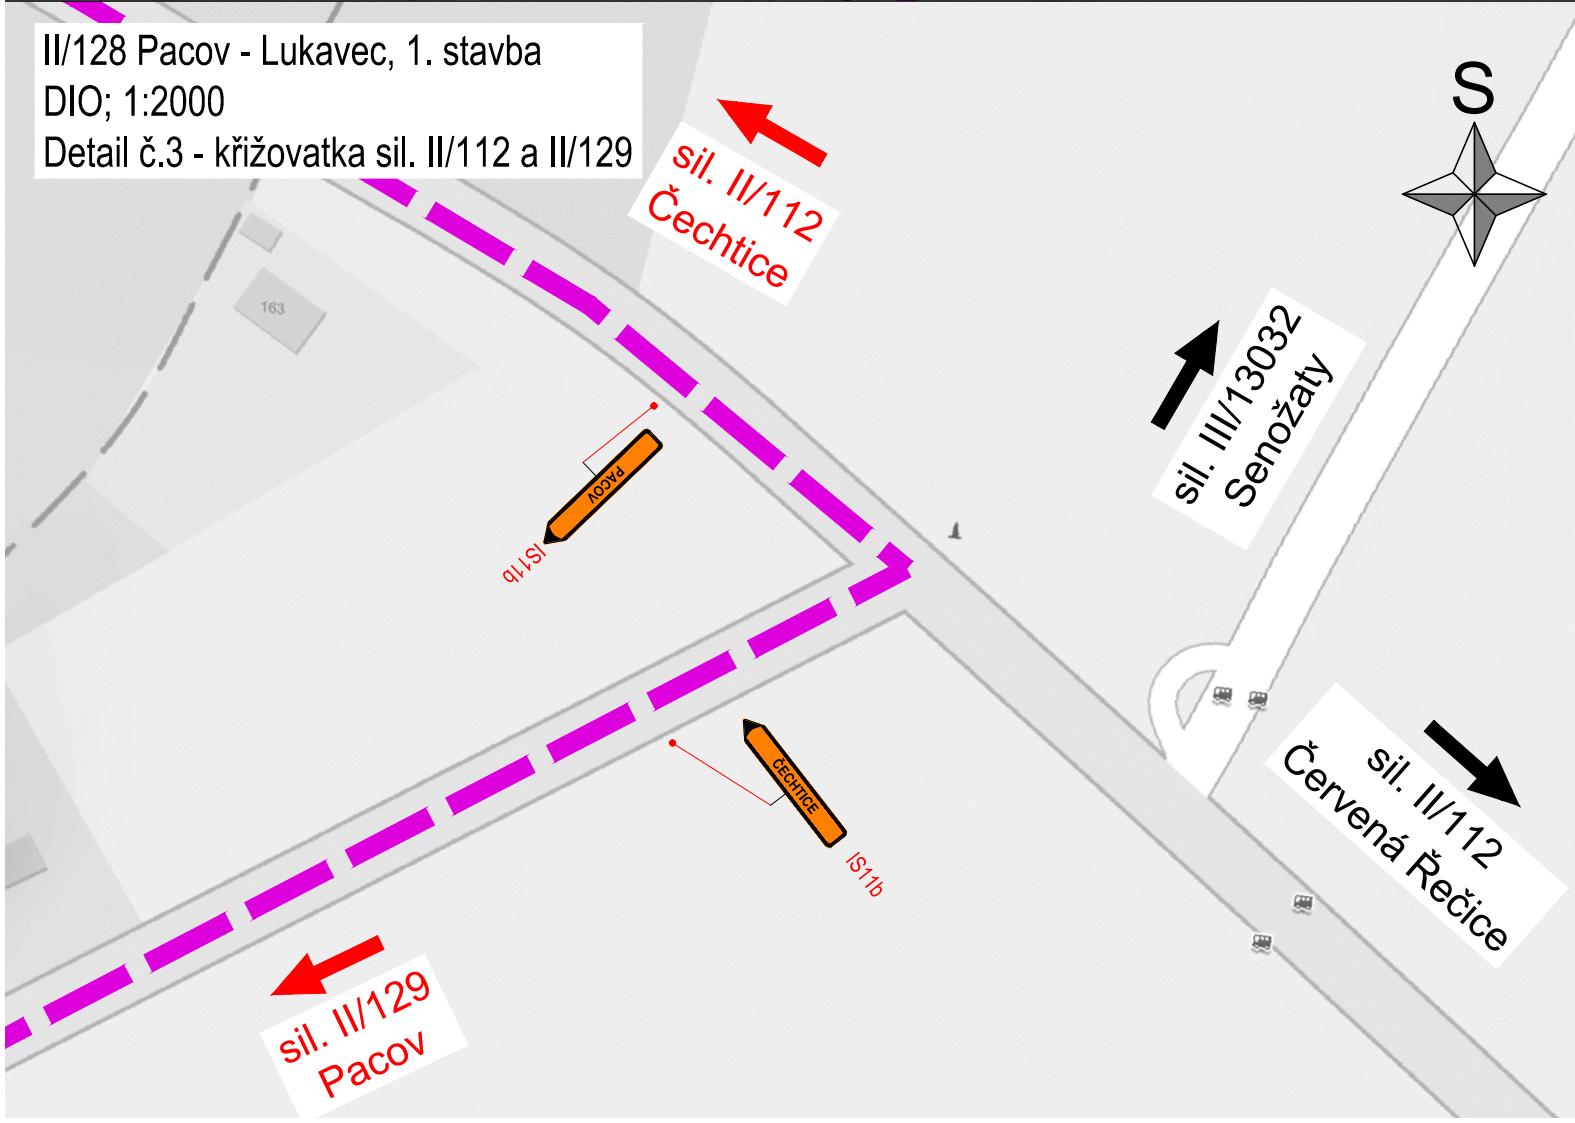 II/128 Pacov - Lukavec, 1. stavba
DIO; 1:2000
Detail č.3 - křižovatka sil. II/112 a II/129
S
sil. II/112
Čechtice
163
sil. III/13032
Senožaty
PACOV
IS11b
ČECHTICE
IS11b
sil. II/112
Červená Řečice
sil. II/129
Pacov